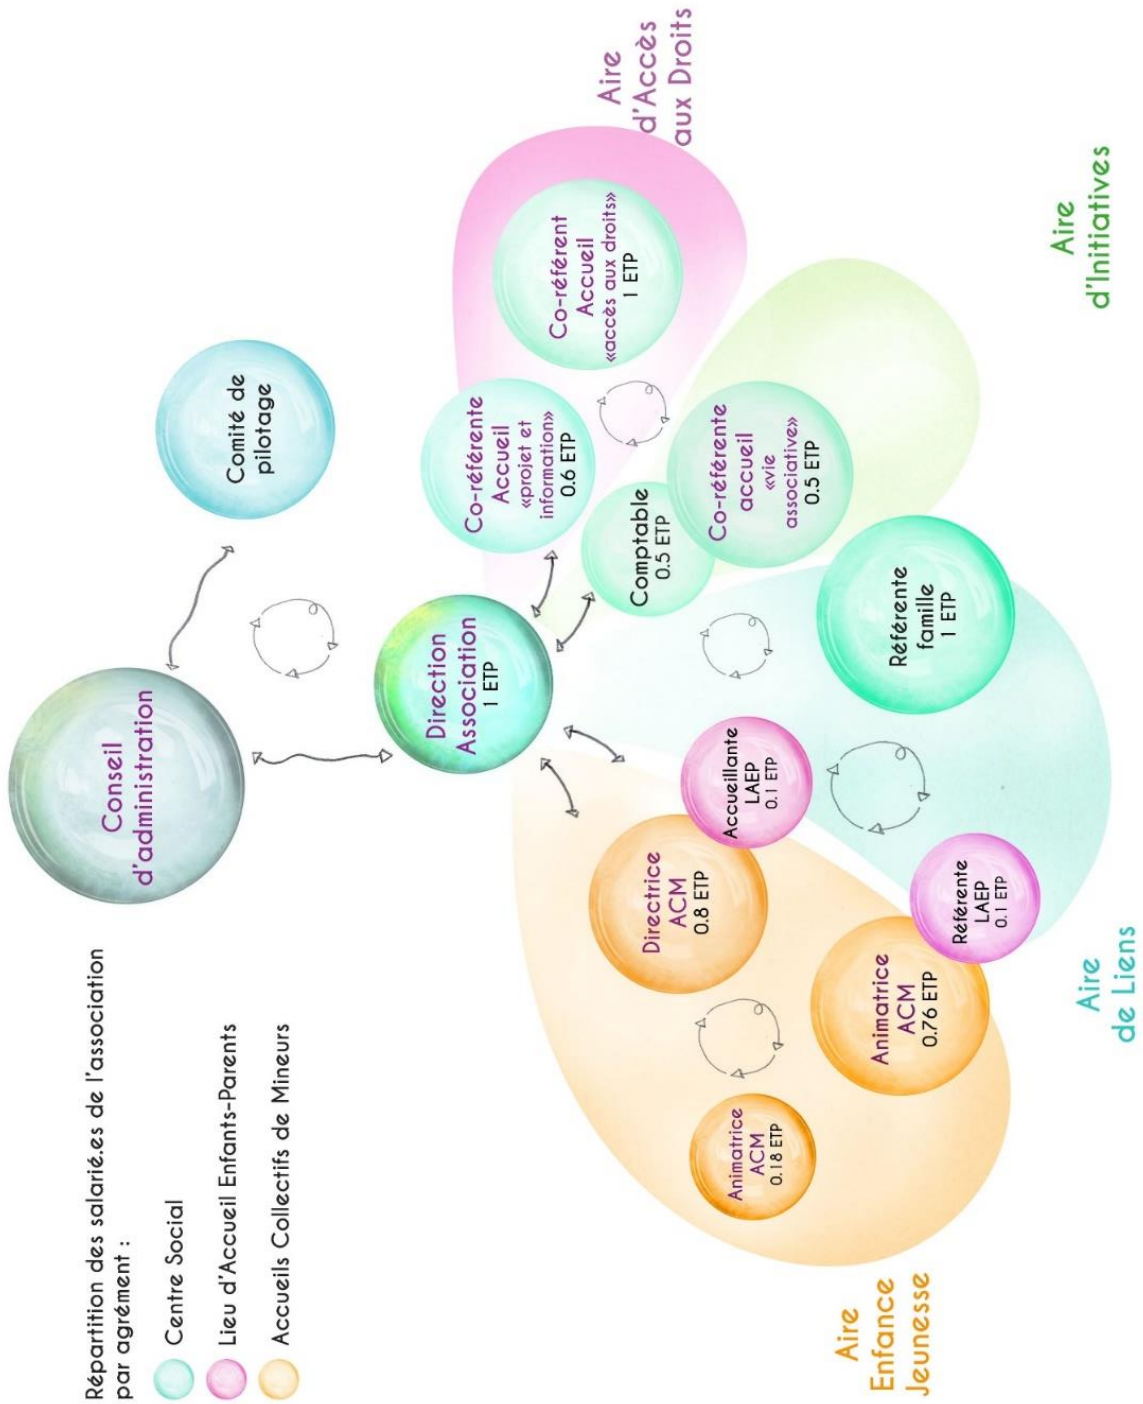 Répartition des salarié.es de l'association
par agrément :
Centre Social
Lieu d'Accueil Enfants-Parents
Accueils Collectifs de Mineurs
Conseil
d'administration
Comité de
pilotage
Direction
Association
1 ETP
Co-référente
Accueil
«projet et
information»
0.6 ETP
Co-référent
Accueil
«accès aux droits»
1 ETP
Aire
d'Accès
aux Droits
Comptable
0.5 ETP
Co-référente
accueil
«vie
associative»
0.5 ETP
Aire
d'Initiatives
Référente
famille
1 ETP
Accueillante
LAEP
0.1 ETP
Référente
LAEP
0.1 ETP
Aire
de Liens
Directrice
ACM
0.8 ETP
Animatrice
ACM
0.76 ETP
Animatrice
ACM
0.18 ETP
Aire
Enfance
Jeunesse